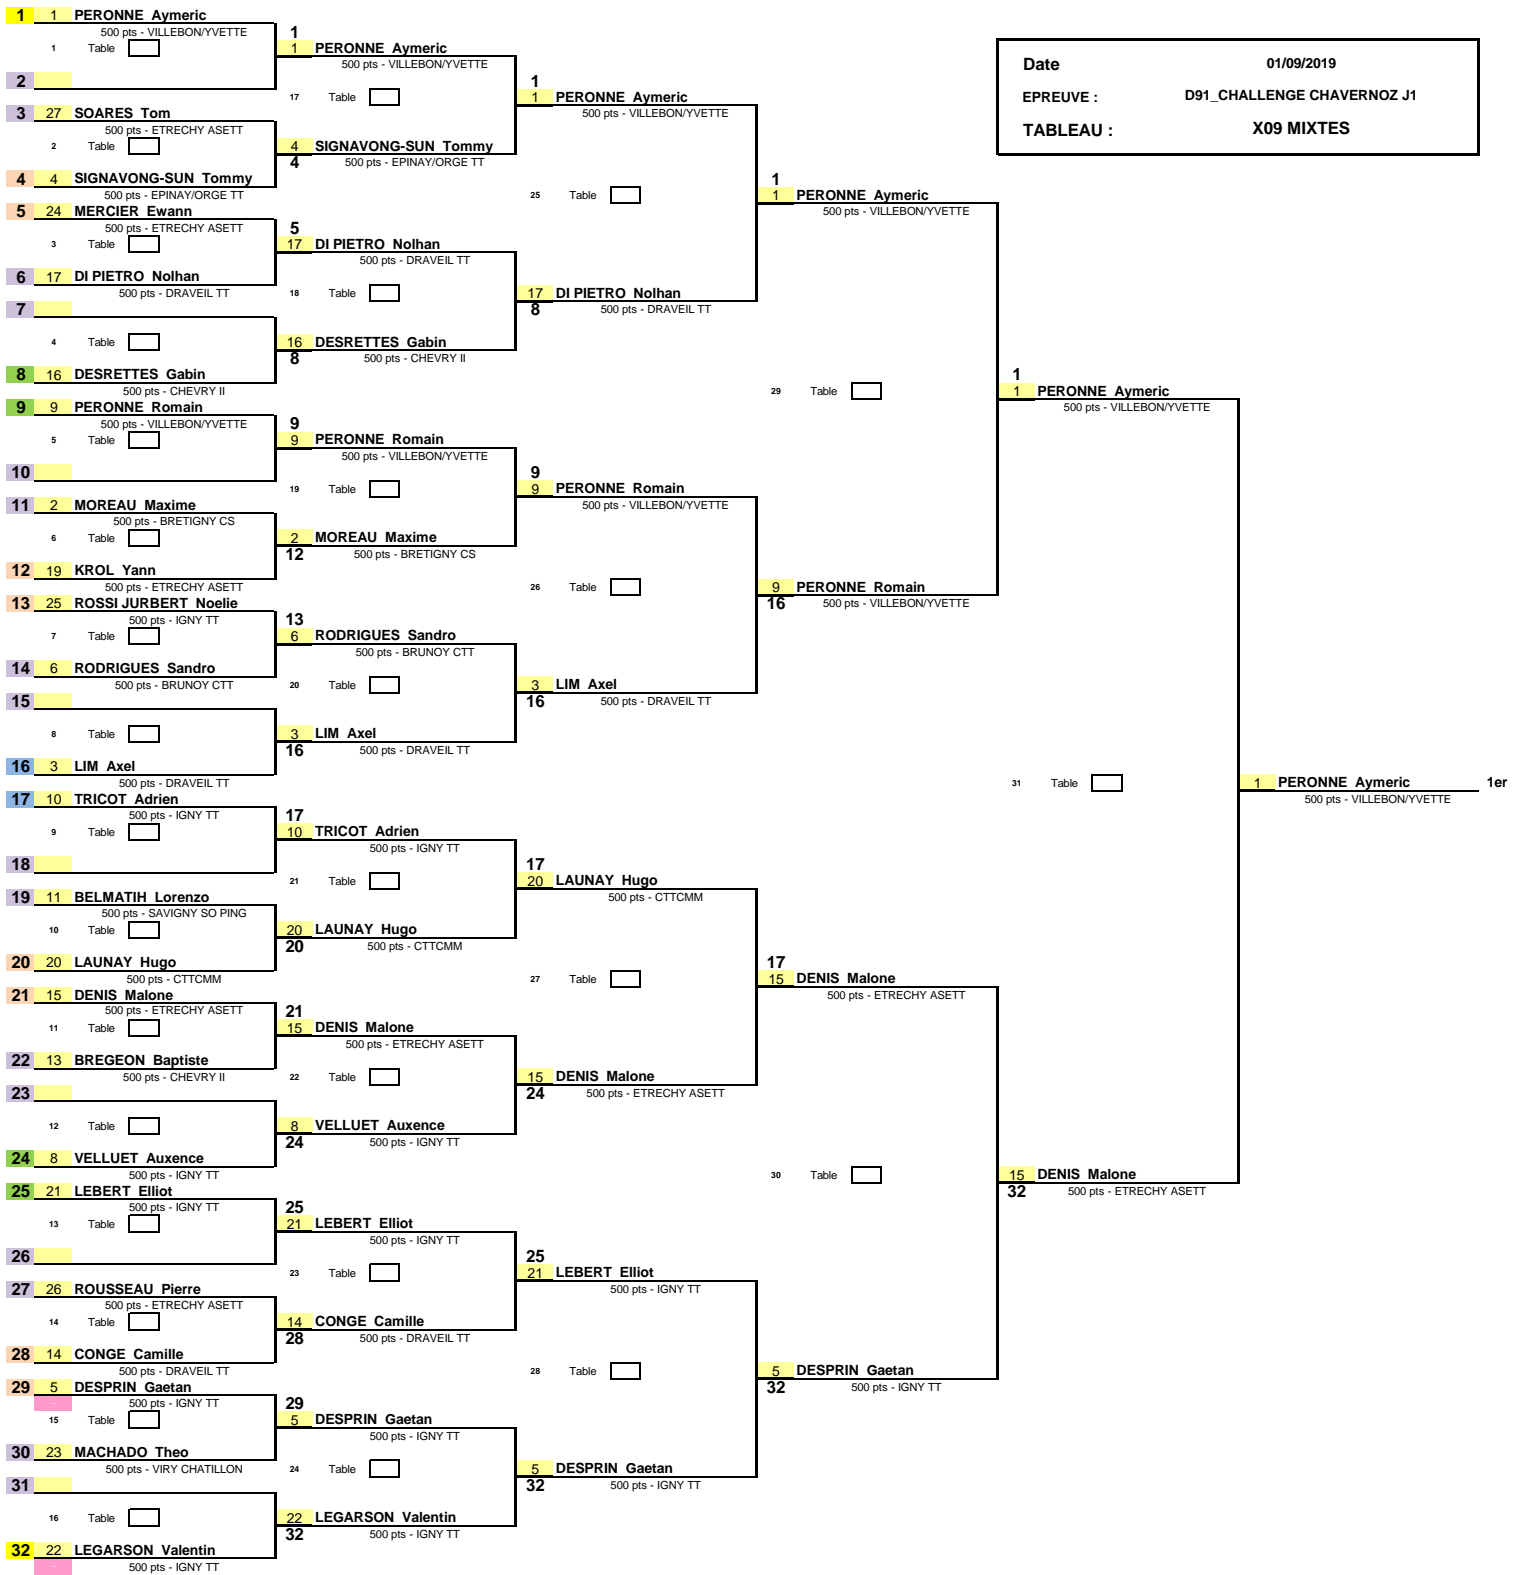 Date 01/09/2019
EPREUVE : D91_CHALLENGE CHAVERNOZ J1
TABLEAU : X09 MIXTES
1 1 PERONNE Aymeric
500 pts - VILLEBON/YVETTE
1 Table
2
3 27 SOARES Tom
500 pts - ETRECHY ASETT
2 Table
4 4 SIGNAVONG-SUN Tommy
500 pts - EPINAY/ORGE TT
5 24 MERCIER Ewann
500 pts - ETRECHY ASETT
3 Table
6 17 DI PIETRO Nolhan
500 pts - DRAVEIL TT
7
4 Table
8 16 DESRETTES Gabin
500 pts - CHEVRY II
9 9 PERONNE Romain
500 pts - VILLEBON/YVETTE
5 Table
10
11 2 MOREAU Maxime
500 pts - BRETIGNY CS
6 Table
12 19 KROL Yann
500 pts - ETRECHY ASETT
13 25 ROSSI JURBERT Noelie
500 pts - IGNY TT
7 Table
14 6 RODRIGUES Sandro
500 pts - BRUNOY CTT
15
8 Table
16 3 LIM Axel
500 pts - DRAVEIL TT
17 10 TRICOT Adrien
500 pts - IGNY TT
9 Table
18
19 11 BELMATIH Lorenzo
500 pts - SAVIGNY SO PING
10 Table
20 20 LAUNAY Hugo
500 pts - CTTCMM
21 15 DENIS Malone
500 pts - ETRECHY ASETT
11 Table
22 13 BREGEON Baptiste
500 pts - CHEVRY II
23
12 Table
24 8 VELLUET Auxence
500 pts - IGNY TT
25 21 LEBERT Elliot
500 pts - IGNY TT
13 Table
26
27 26 ROUSSEAU Pierre
500 pts - ETRECHY ASETT
14 Table
28 14 CONGE Camille
500 pts - DRAVEIL TT
29 5 DESPRIN Gaetan
500 pts - IGNY TT
15 Table
30 23 MACHADO Theo
500 pts - VIRY CHATILLON
31
16 Table
32 22 LEGARSON Valentin
500 pts - IGNY TT
1
1 PERONNE Aymeric
500 pts - VILLEBON/YVETTE
17 Table
4 SIGNAVONG-SUN Tommy
4 500 pts - EPINAY/ORGE TT
5
17 DI PIETRO Nolhan
500 pts - DRAVEIL TT
18 Table
16 DESRETTES Gabin
8 500 pts - CHEVRY II
9
9 PERONNE Romain
500 pts - VILLEBON/YVETTE
19 Table
2 MOREAU Maxime
12 500 pts - BRETIGNY CS
13
6 RODRIGUES Sandro
500 pts - BRUNOY CTT
20 Table
3 LIM Axel
16 500 pts - DRAVEIL TT
17
10 TRICOT Adrien
500 pts - IGNY TT
21 Table
20 LAUNAY Hugo
20 500 pts - CTTCMM
21
15 DENIS Malone
500 pts - ETRECHY ASETT
22 Table
8 VELLUET Auxence
24 500 pts - IGNY TT
25
21 LEBERT Elliot
500 pts - IGNY TT
23 Table
14 CONGE Camille
28 500 pts - DRAVEIL TT
29
5 DESPRIN Gaetan
500 pts - IGNY TT
24 Table
22 LEGARSON Valentin
32 500 pts - IGNY TT
1
1 PERONNE Aymeric
500 pts - VILLEBON/YVETTE
25 Table
17 DI PIETRO Nolhan
8 500 pts - DRAVEIL TT
9
9 PERONNE Romain
500 pts - VILLEBON/YVETTE
26 Table
3 LIM Axel
16 500 pts - DRAVEIL TT
17
20 LAUNAY Hugo
500 pts - CTTCMM
27 Table
15 DENIS Malone
24 500 pts - ETRECHY ASETT
25
21 LEBERT Elliot
500 pts - IGNY TT
28 Table
5 DESPRIN Gaetan
32 500 pts - IGNY TT
1
1 PERONNE Aymeric
500 pts - VILLEBON/YVETTE
29 Table
9 PERONNE Romain
16 500 pts - VILLEBON/YVETTE
17
15 DENIS Malone
500 pts - ETRECHY ASETT
30 Table
5 DESPRIN Gaetan
32 500 pts - IGNY TT
1
1 PERONNE Aymeric
500 pts - VILLEBON/YVETTE
31 Table
15 DENIS Malone
32 500 pts - ETRECHY ASETT
1 PERONNE Aymeric 1er
500 pts - VILLEBON/YVETTE